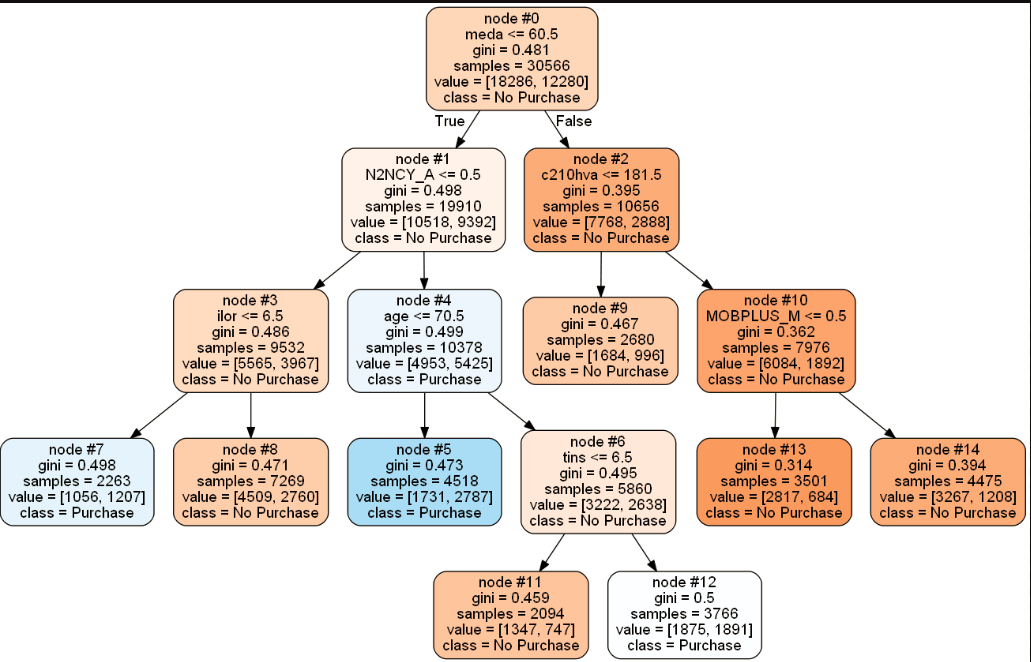 node #0
meda <= 60.5
gini = 0.481
samples = 30566
value = [18286, 12280]
class = No Purchase
True
False
node #1
N2NCY_A <= 0.5
gini = 0.498
samples = 19910
value = [10518, 9392]
class = No Purchase
node #2
c210hva <= 181.5
gini = 0.395
samples = 10656
value = [7768, 2888]
class = No Purchase
node #3
ilor <= 6.5
gini = 0.486
samples = 9532
value = [5565, 3967]
class = No Purchase
node #4
age <= 70.5
gini = 0.499
samples = 10378
value = [4953, 5425]
class = Purchase
node #9
gini = 0.467
samples = 2680
value = [1684, 996]
class = No Purchase
node #10
MOBPLUS_M <= 0.5
gini = 0.362
samples = 7976
value = [6084, 1892]
class = No Purchase
node #7
gini = 0.498
samples = 2263
value = [1056, 1207]
class = Purchase
node #8
gini = 0.471
samples = 7269
value = [4509, 2760]
class = No Purchase
node #5
gini = 0.473
samples = 4518
value = [1731, 2787]
class = Purchase
node #6
tins <= 6.5
gini = 0.495
samples = 5860
value = [3222, 2638]
class = No Purchase
node #13
gini = 0.314
samples = 3501
value = [2817, 684]
class = No Purchase
node #14
gini = 0.394
samples = 4475
value = [3267, 1208]
class = No Purchase
node #11
gini = 0.459
samples = 2094
value = [1347, 747]
class = No Purchase
node #12
gini = 0.5
samples = 3766
value = [1875, 1891]
class = Purchase